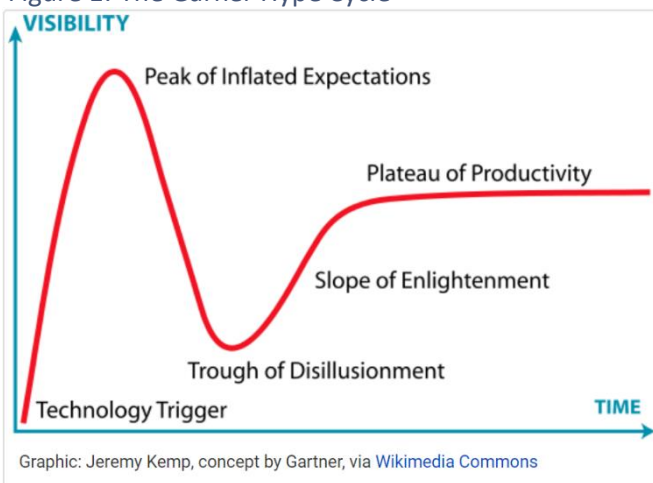 VISIBILITY
Peak of Inflated Expectations
Plateau of Productivity
Slope of Enlightenment
Trough of Disillusionment
Technology Trigger
TIME
Graphic: Jeremy Kemp, concept by Gartner, via Wikimedia Commons